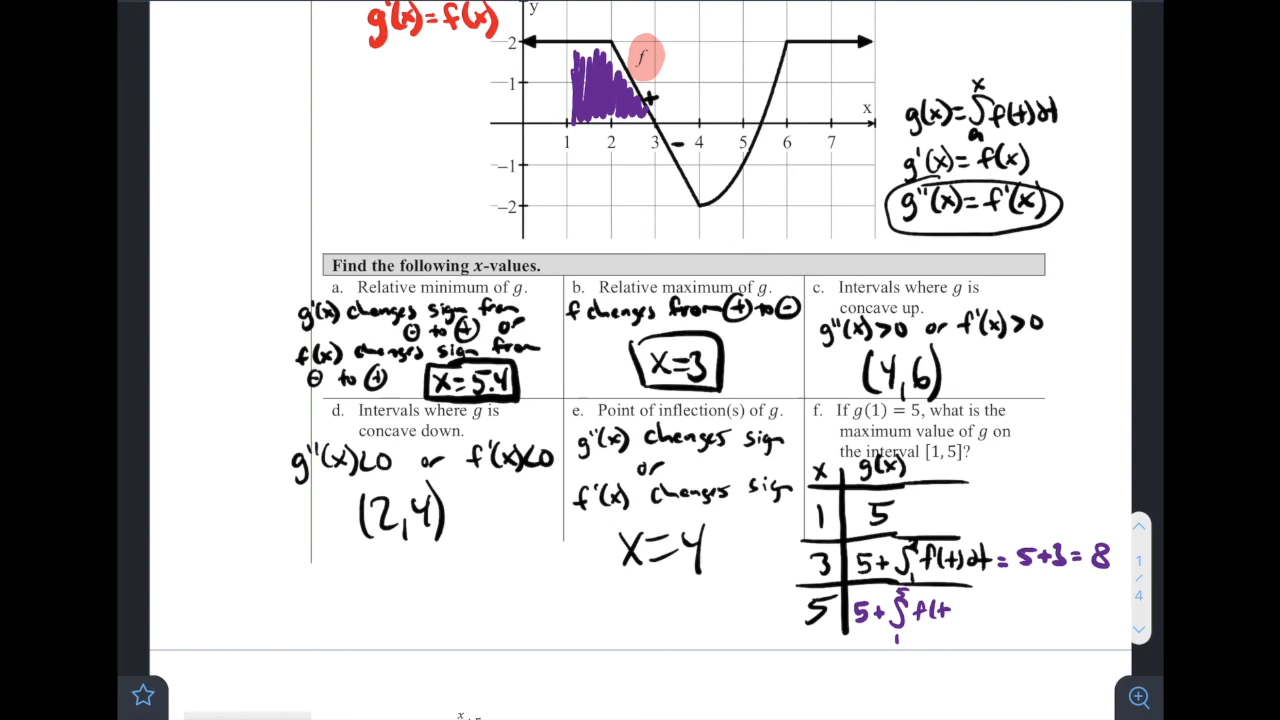 g'(x)=f(x)
y
2
1
−1
−2
f
+
-
x
1 2 3 4 5 6 7
g(x)=∫ₐˣ f(t)dt
g'(x)=f(x)
g''(x)=f'(x)
Find the following x-values.
a. Relative minimum of g.
g'(x) changes sign from
⊖ to ⊕ or
f(x) changes sign from
⊖ to ⊕
x=5.4
b. Relative maximum of g.
f changes from ⊕ to ⊖
x=3
c. Intervals where g is
concave up.
g''(x)>0 or f'(x)>0
(4,6)
d. Intervals where g is
concave down.
g''(x)<0 or f'(x)<0
(2,4)
e. Point of inflection(s) of g.
g''(x) changes sign
or
f'(x) changes sign
x=4
f. If g(1) = 5, what is the
maximum value of g on
the interval [1, 5]?
x g(x)
1 5
3 5+∫₁³ f(t)dt = 5+3 = 8
5 5+∫₁⁵ f(t
1
/
4